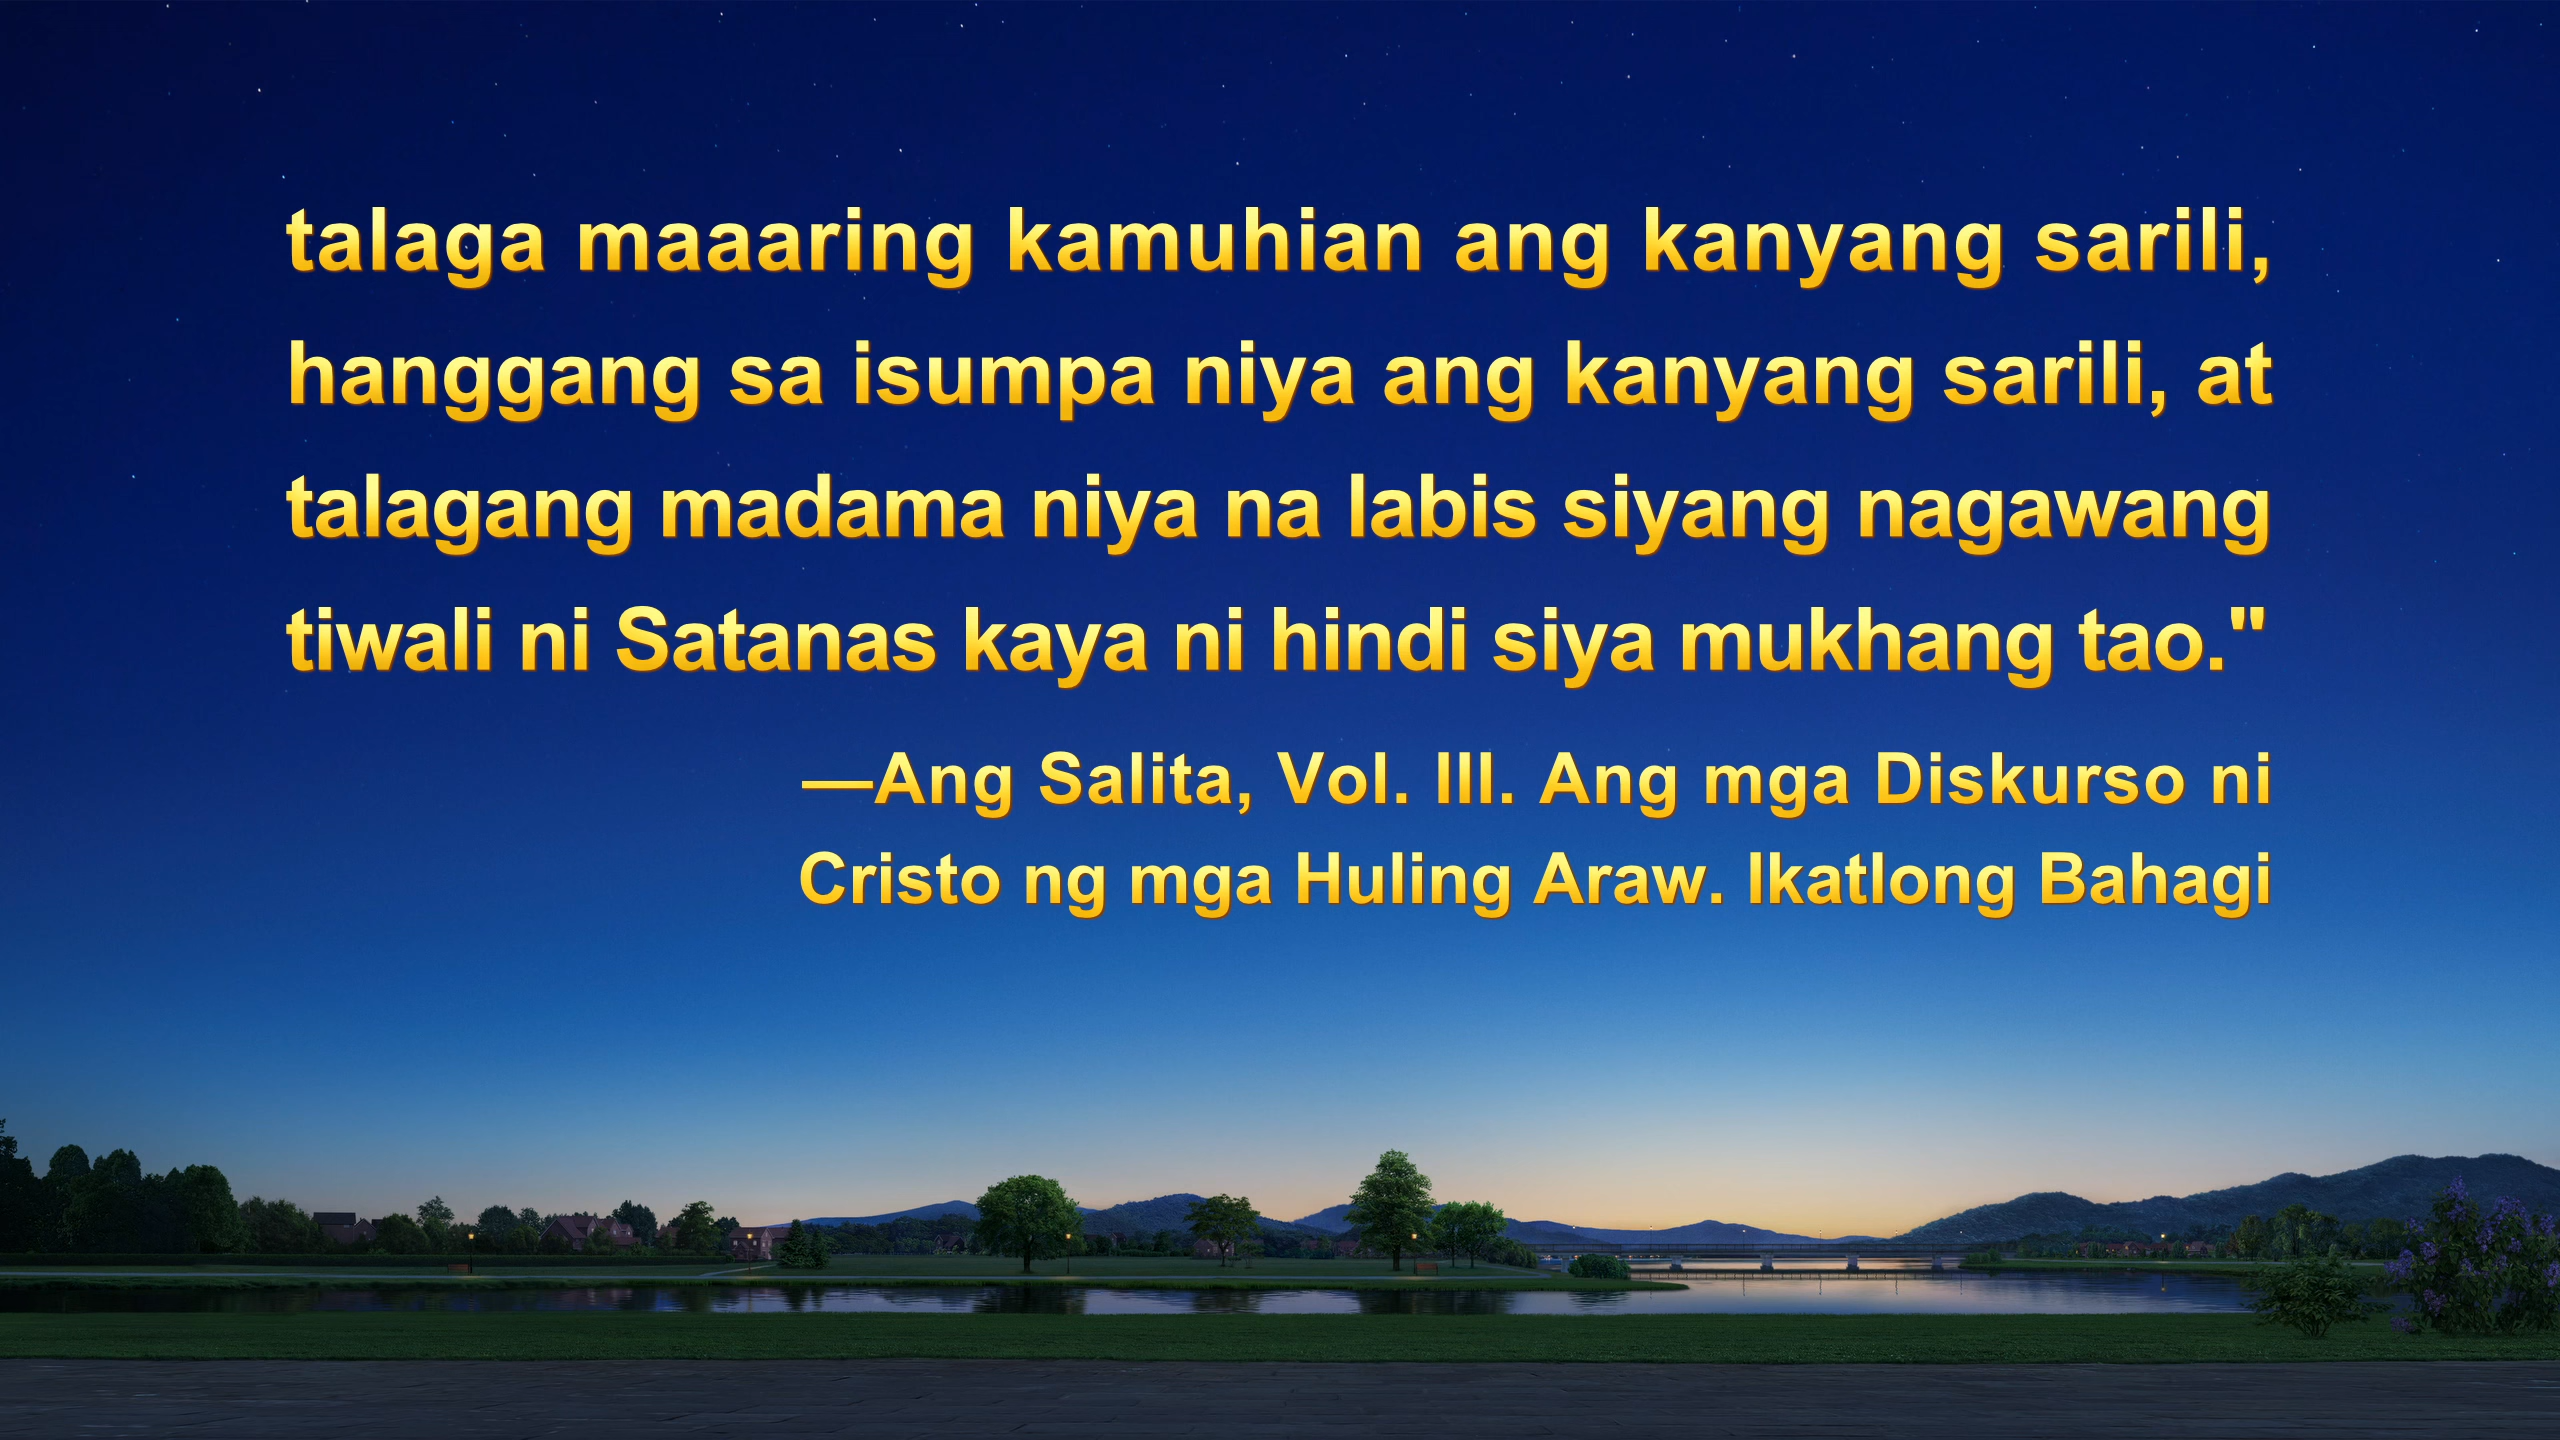 talaga maaaring kamuhian ang kanyang sarili,
hanggang sa isumpa niya ang kanyang sarili, at
talagang madama niya na labis siyang nagawang
tiwali ni Satanas kaya ni hindi siya mukhang tao."
—Ang Salita, Vol. III. Ang mga Diskurso ni
Cristo ng mga Huling Araw. Ikatlong Bahagi